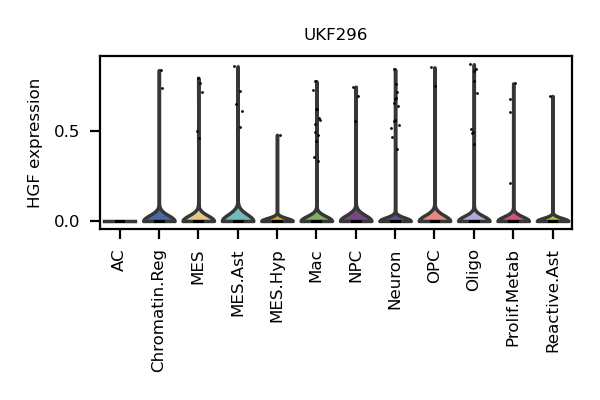 UKF296
HGF expression
0.5
0.0
AC
Chromatin.Reg
MES
MES.Ast
MES.Hyp
Mac
NPC
Neuron
OPC
Oligo
Prolif.Metab
Reactive.Ast